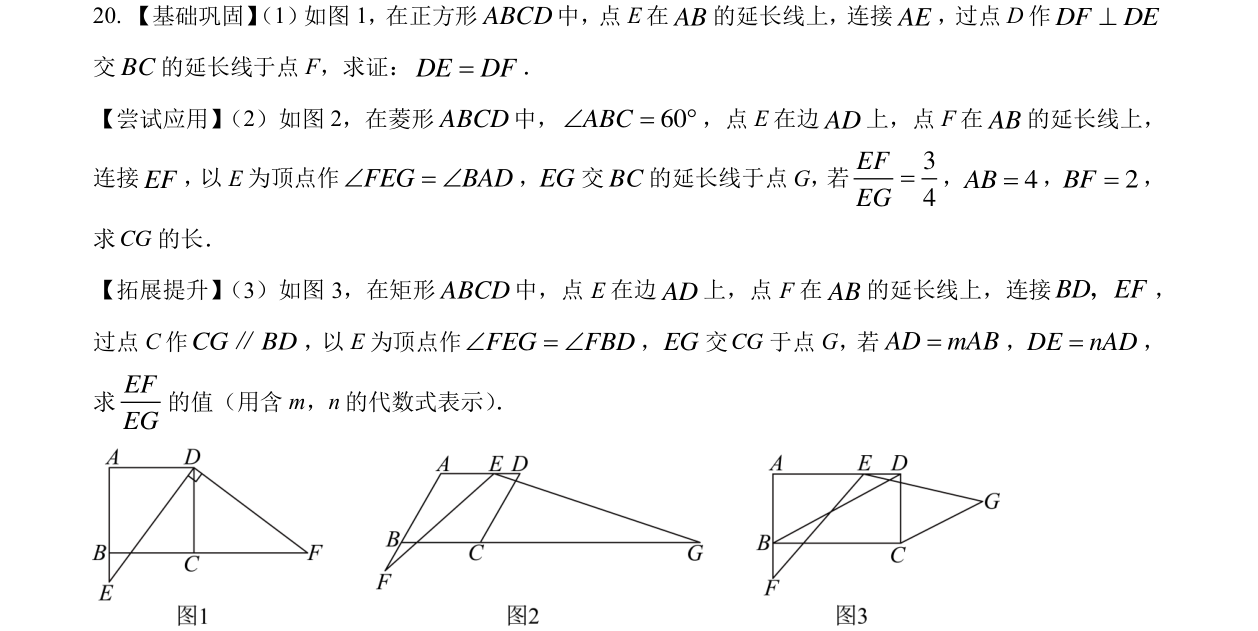 20. 【基础巩固】(1) 如图 1，在正方形 ABCD 中，点 E 在 AB 的延长线上，连接 AE，过点 D 作 DF ⊥ DE
交 BC 的延长线于点 F，求证： DE = DF．
【尝试应用】(2) 如图 2，在菱形 ABCD 中，∠ABC = 60°，点 E 在边 AD 上，点 F 在 AB 的延长线上，
连接 EF，以 E 为顶点作 ∠FEG = ∠BAD，EG 交 BC 的延长线于点 G，若 EF/EG = 3/4，AB = 4，BF = 2，
求 CG 的长．
【拓展提升】(3) 如图 3，在矩形 ABCD 中，点 E 在边 AD 上，点 F 在 AB 的延长线上，连接 BD，EF，
过点 C 作 CG ∥ BD，以 E 为顶点作 ∠FEG = ∠FBD，EG 交 CG 于点 G，若 AD = mAB，DE = nAD，
求 EF/EG 的值（用含 m，n 的代数式表示）．
A D B C F E
图1
A E D B C G F
图2
A E D G B C F
图3